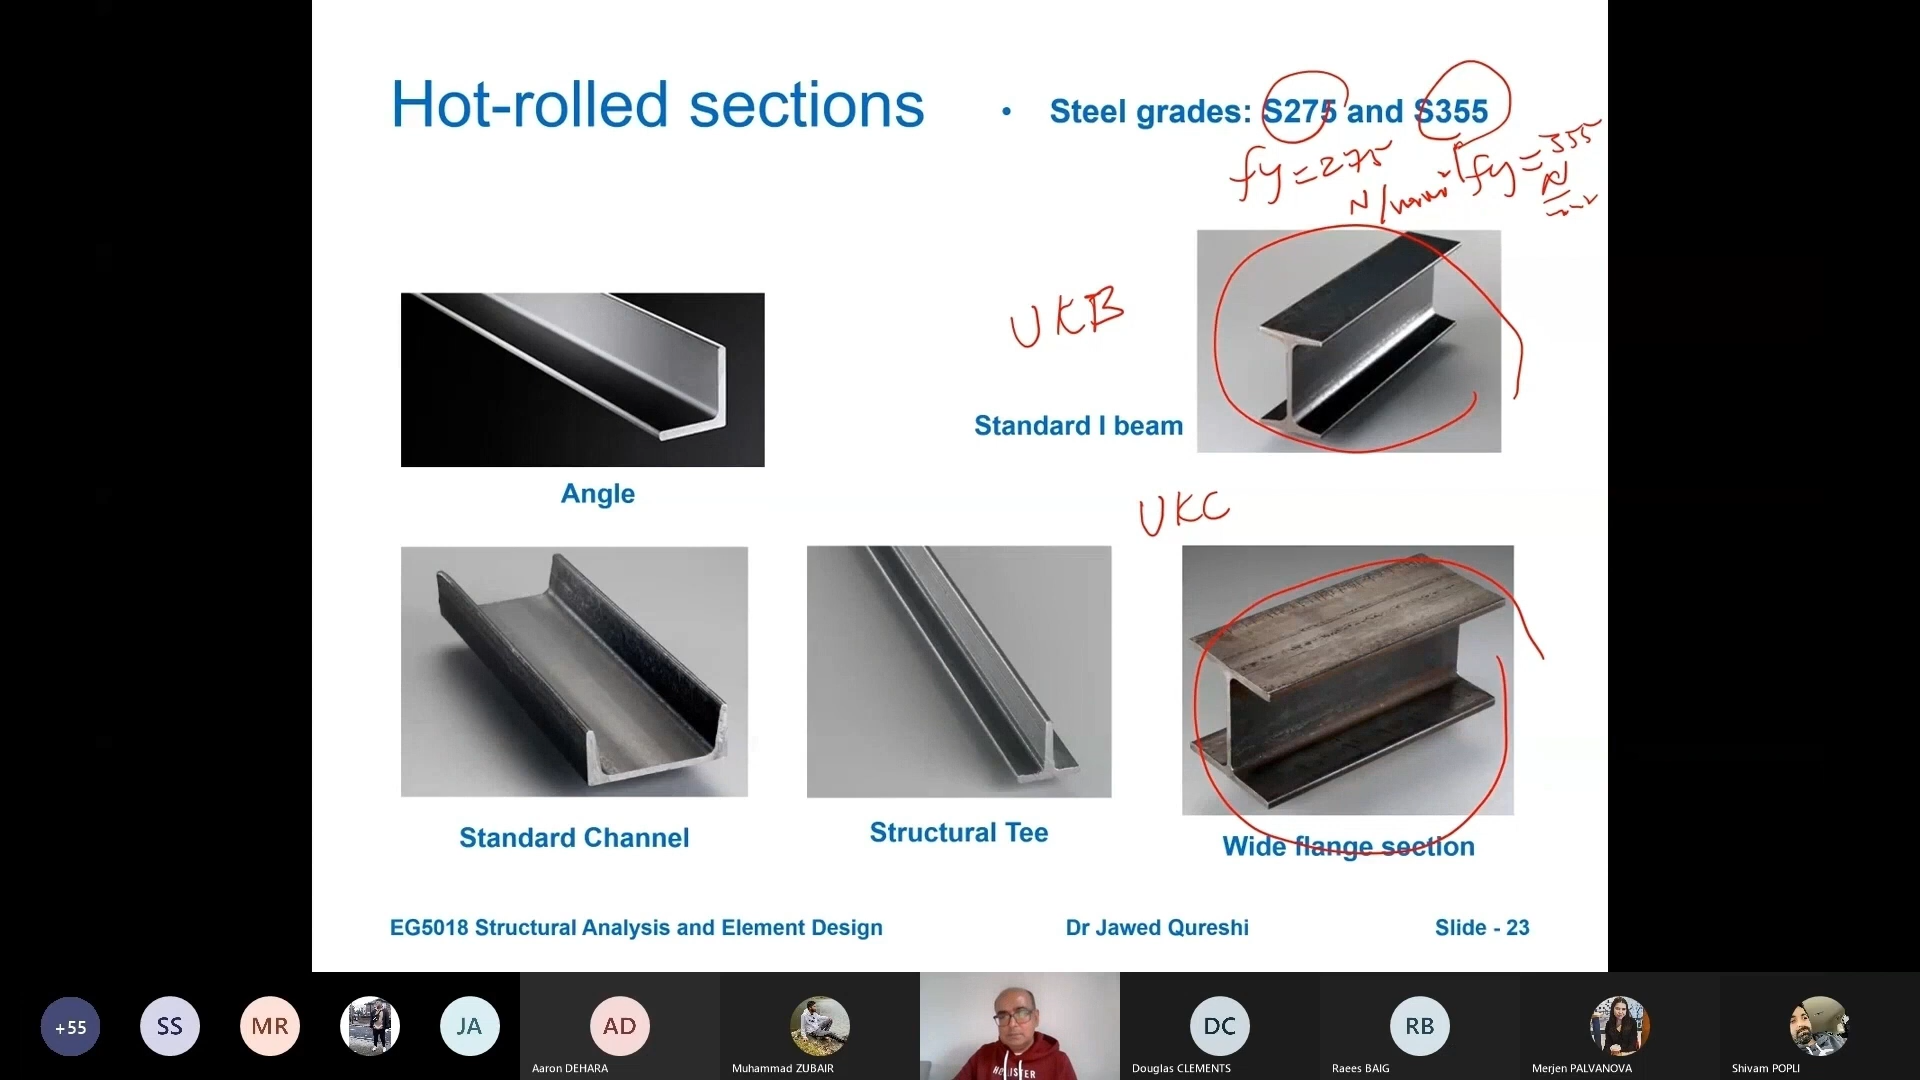 Hot-rolled sections
• Steel grades: S275 and S355
fy = 275
N/mm²
fy = 355
N
UKB
Standard I beam
Angle
UKC
Standard Channel
Structural Tee
Wide flange section
EG5018 Structural Analysis and Element Design
Dr Jawed Qureshi
Slide - 23
+55
SS
MR
JA
AD
DC
RB
HOLLISTER
Aaron DEHARA
Muhammad ZUBAIR
Douglas CLEMENTS
Raees BAIG
Merjen PALVANOVA
Shivam POPLI